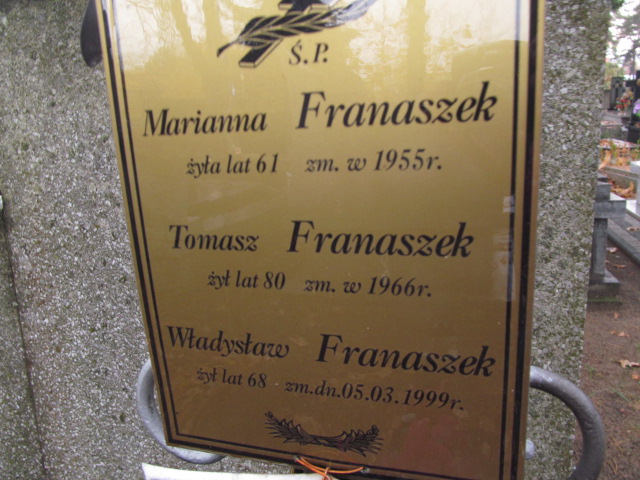 Ś.P.
Marianna Franaszek
żyła lat 61 zm. w 1955r.
Tomasz Franaszek
żył lat 80 zm. w 1966r.
Władysław Franaszek
żył lat 68 zm.dn.05.03.1999r.